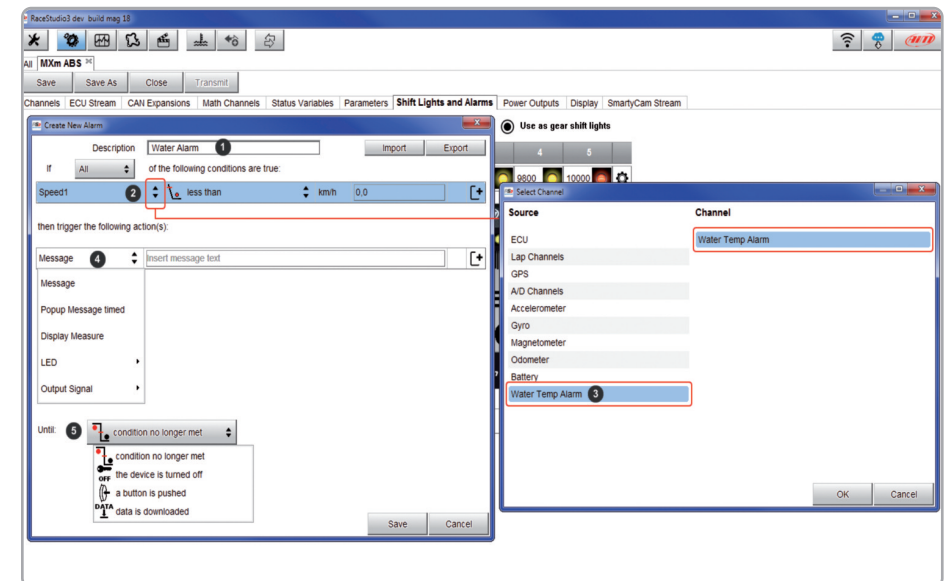 RaceStudio3 dev build mag 18
AiM
All MXm ABS
Save Save As Close Transmit
Channels ECU Stream CAN Expansions Math Channels Status Variables Parameters Shift Lights and Alarms Power Outputs Display SmartyCam Stream
Create New Alarm
Description Water Alarm 1 Import Export
If All of the following conditions are true:
Speed1 2 less than km/h 0,0
then trigger the following action(s):
Message 4 Insert message text
Message
Popup Message timed
Display Measure
LED
Output Signal
Until: 5 condition no longer met
condition no longer met
OFF the device is turned off
a button is pushed
DATA data is downloaded
Save Cancel
Use as gear shift lights
4 5
9800 10000
Select Channel
Source Channel
ECU Water Temp Alarm
Lap Channels
GPS
A/D Channels
Accelerometer
Gyro
Magnetometer
Odometer
Battery
Water Temp Alarm 3
OK Cancel